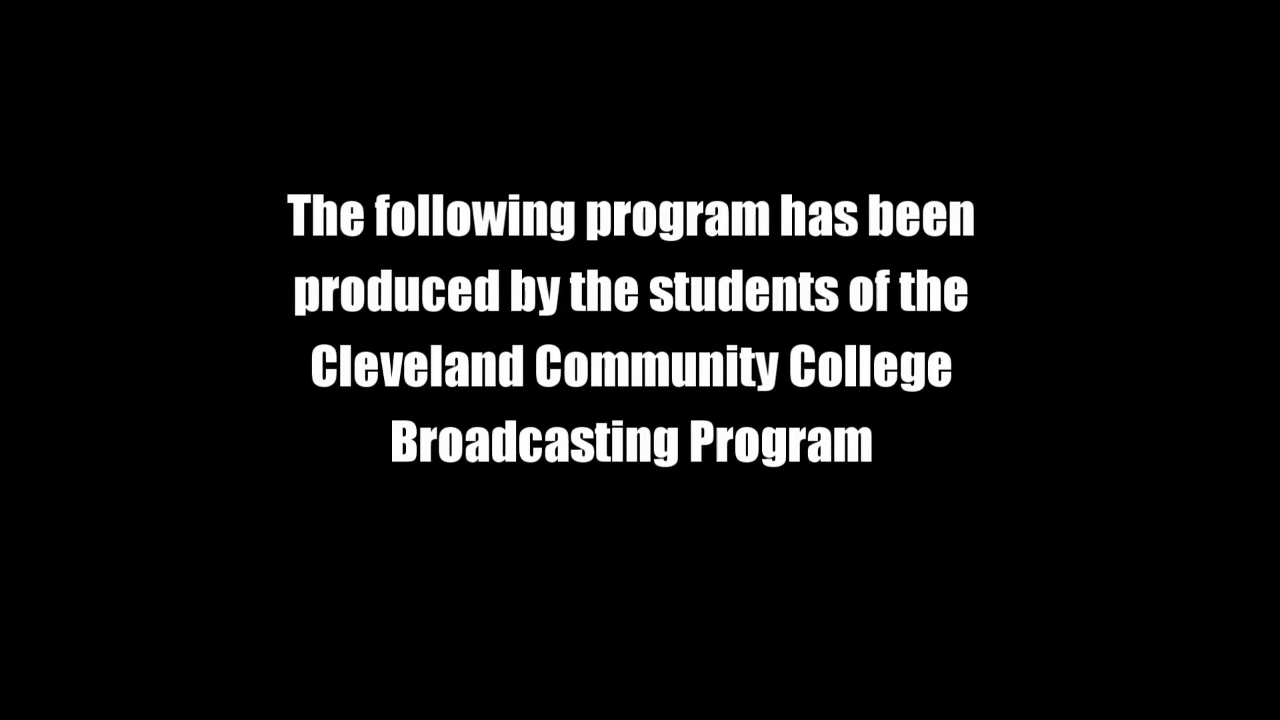 The following program has been
produced by the students of the
Cleveland Community College
Broadcasting Program